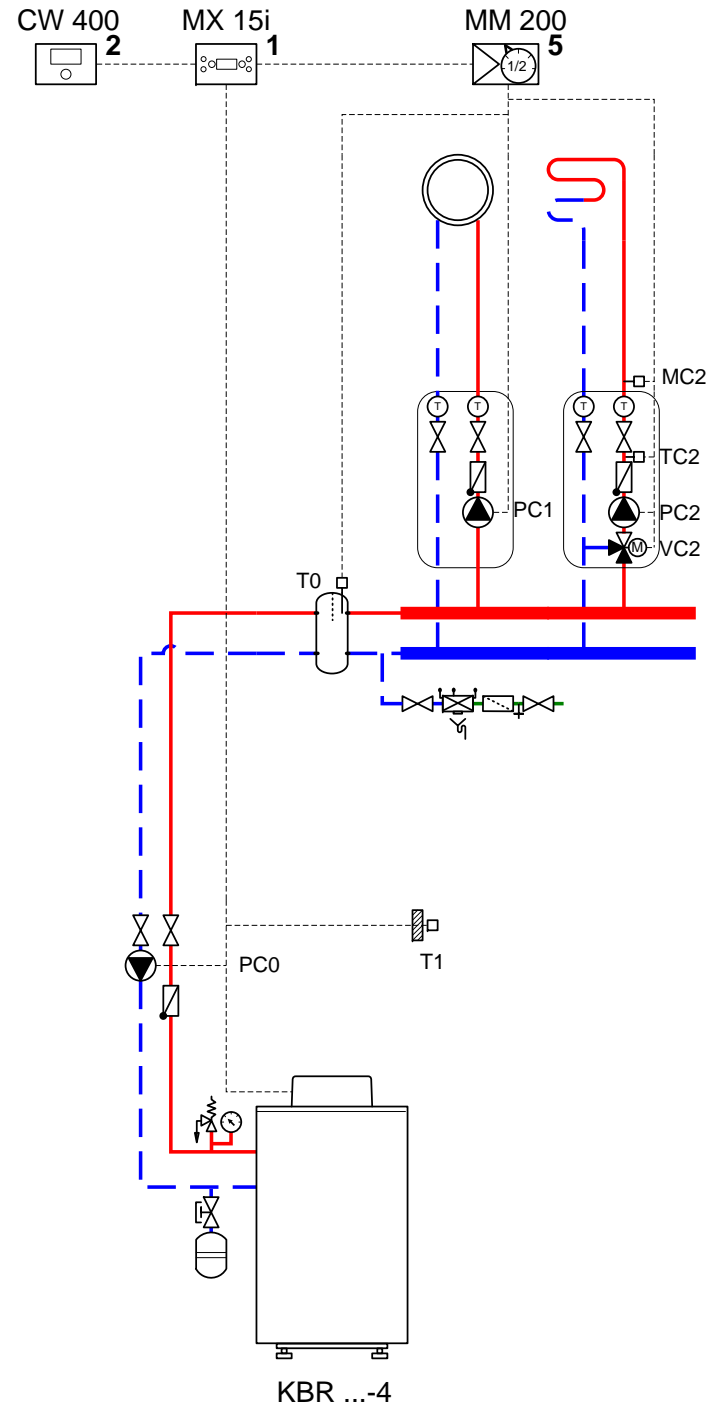 CW 400
MX 15i
MM 200
2
1
5
1/2
MC2
T
T
T
T
TC2
PC1
PC2
M
VC2
T0
PC0
T1
KBR ...-4